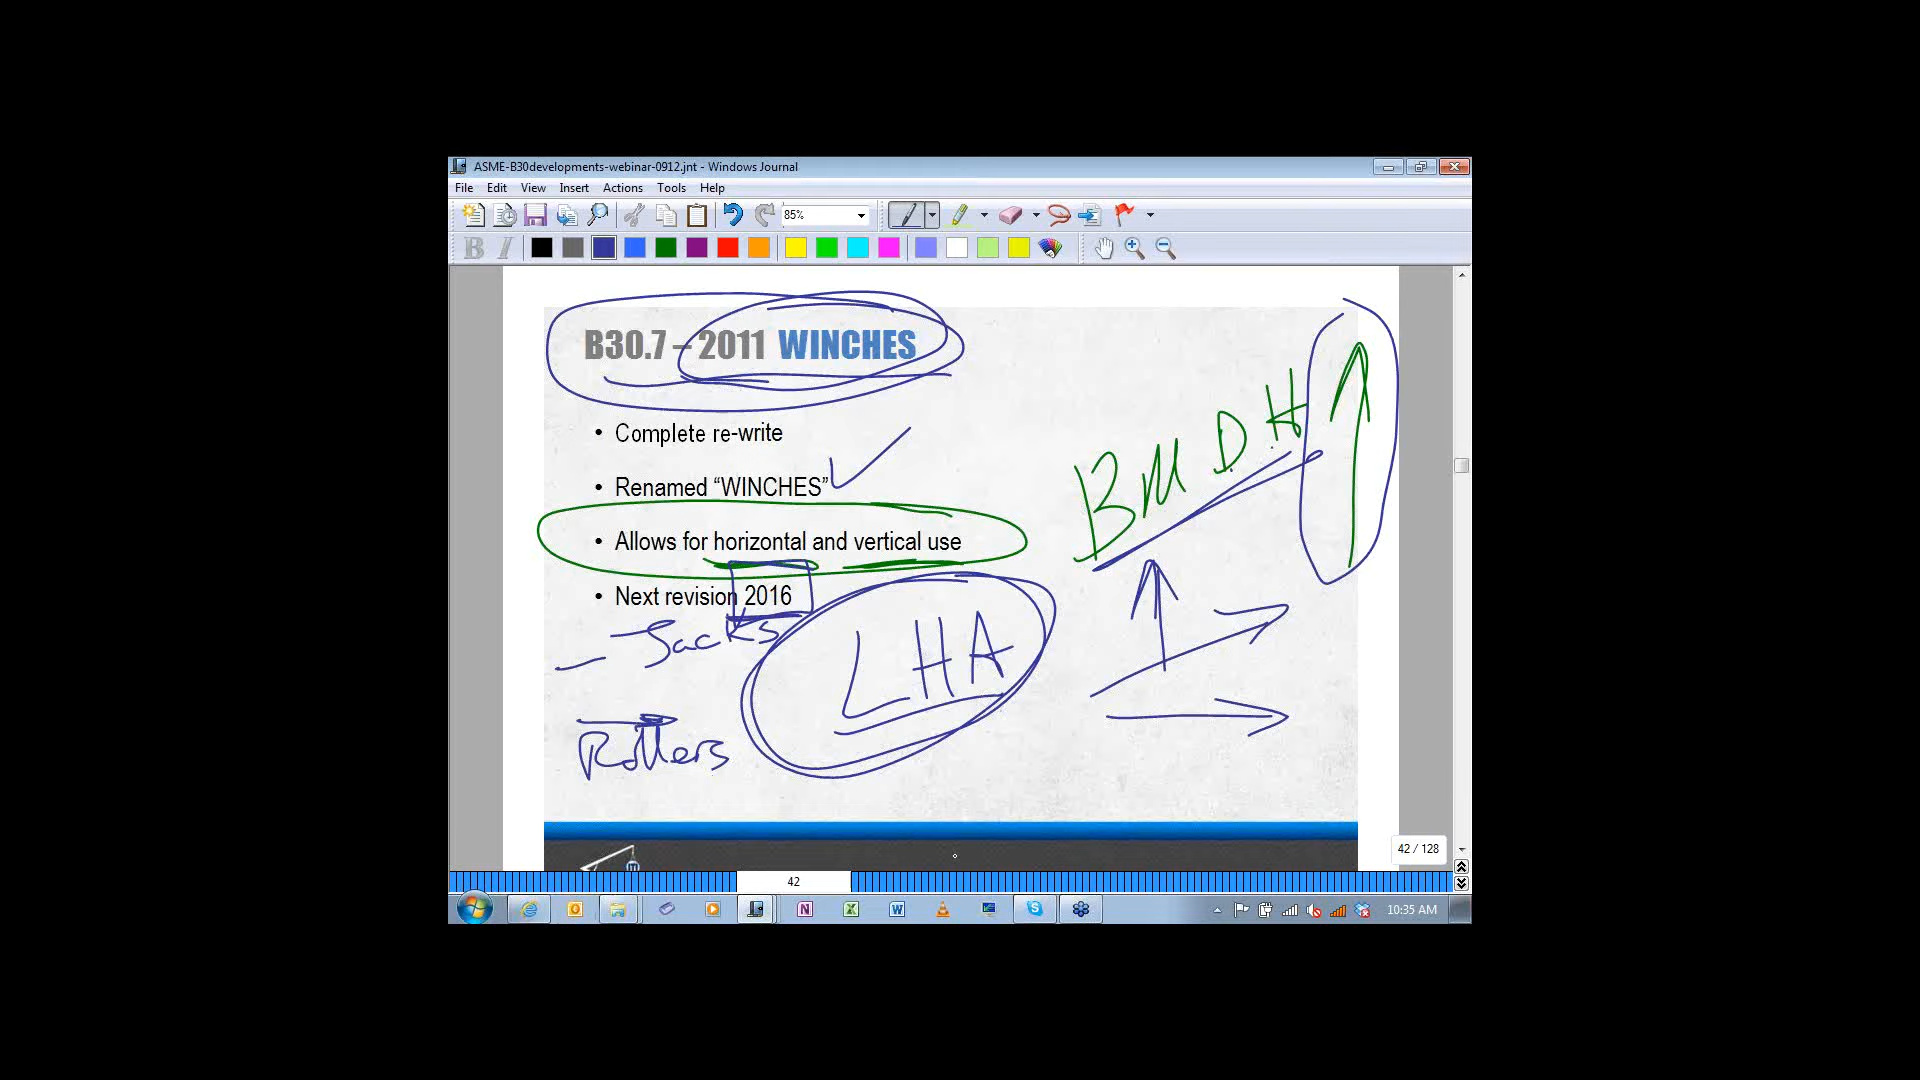 ASME-B30developments-webinar-0912.jnt - Windows Journal
File Edit View Insert Actions Tools Help
85%
B I
B30.7 – 2011 WINCHES
• Complete re-write
• Renamed “WINCHES”
• Allows for horizontal and vertical use
• Next revision 2016
B M D. H
Jacks
LHA
Rollers
42 / 128
42
10:35 AM